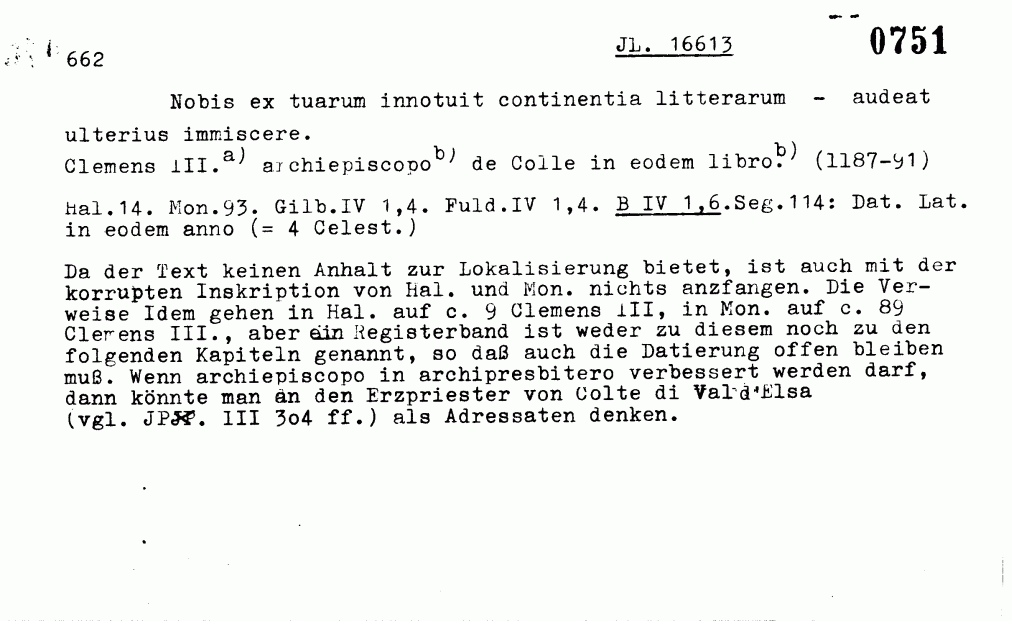 662 JL. 16613 0751
Nobis ex tuarum innotuit continentia litterarum - audeat
ulterius immiscere.
Clemens III.a) archiepiscopo b) de Colle in eodem libro.b) (1187-91)
Hal.14. Mon.93. Gilb.IV 1,4. Fuld.IV 1,4. B IV 1,6.Seg.114: Dat. Lat.
in eodem anno (= 4 Celest.)
Da der Text keinen Anhalt zur Lokalisierung bietet, ist auch mit der
korrupten Inskription von Hal. und Mon. nichts anzfangen. Die Ver-
weise Idem gehen in Hal. auf c. 9 Clemens III, in Mon. auf c. 89
Clemens III., aber ein Registerband ist weder zu diesem noch zu den
folgenden Kapiteln genannt, so daß auch die Datierung offen bleiben
muß. Wenn archiepiscopo in archipresbitero verbessert werden darf,
dann könnte man an den Erzpriester von Colte di Val d'Elsa
(vgl. JP. III 3o4 ff.) als Adressaten denken.